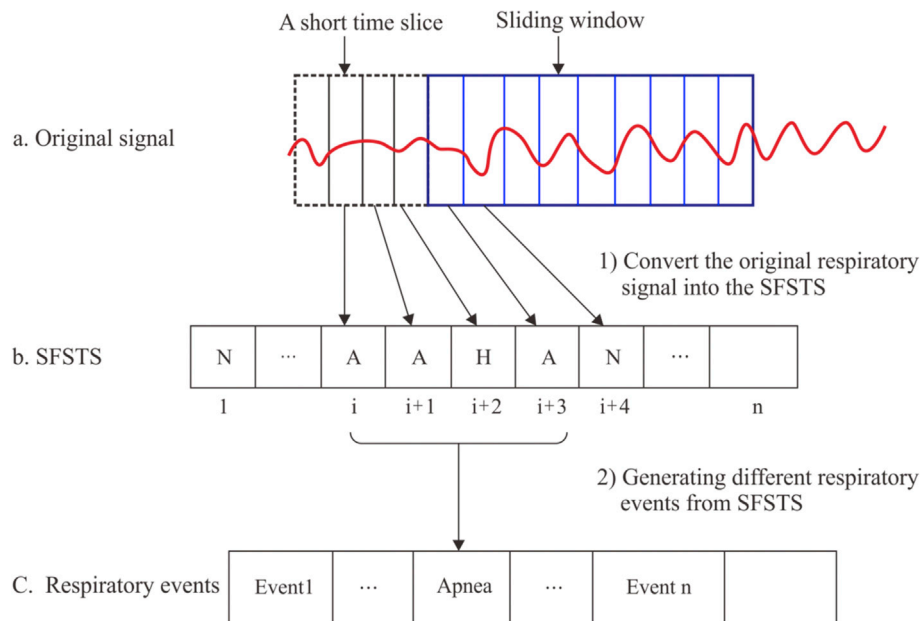 A short time slice
Sliding window
a. Original signal
1) Convert the original respiratory
signal into the SFSTS
b. SFSTS
N ... A A H A N ...
1 i i+1 i+2 i+3 i+4 n
2) Generating different respiratory
events from SFSTS
C. Respiratory events
Event1 ... Apnea ... Event n